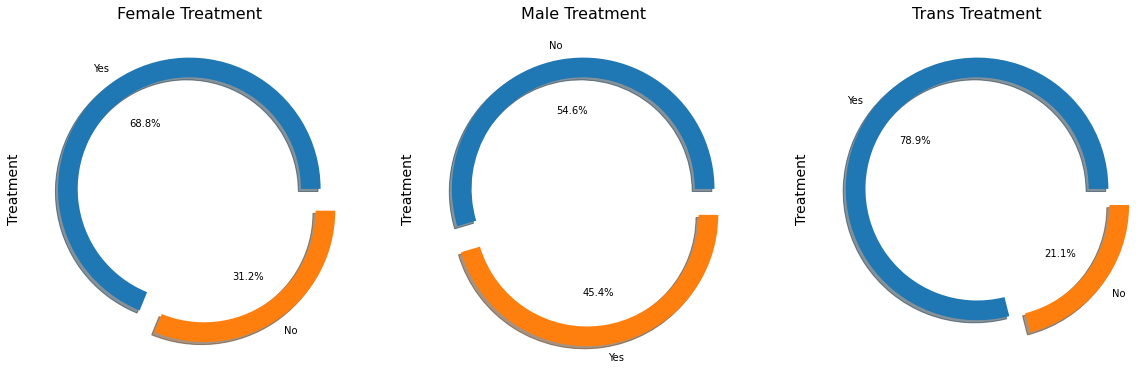 Female Treatment
Treatment
Yes
68.8%
31.2%
No
Male Treatment
Treatment
No
54.6%
45.4%
Yes
Trans Treatment
Treatment
Yes
78.9%
21.1%
No